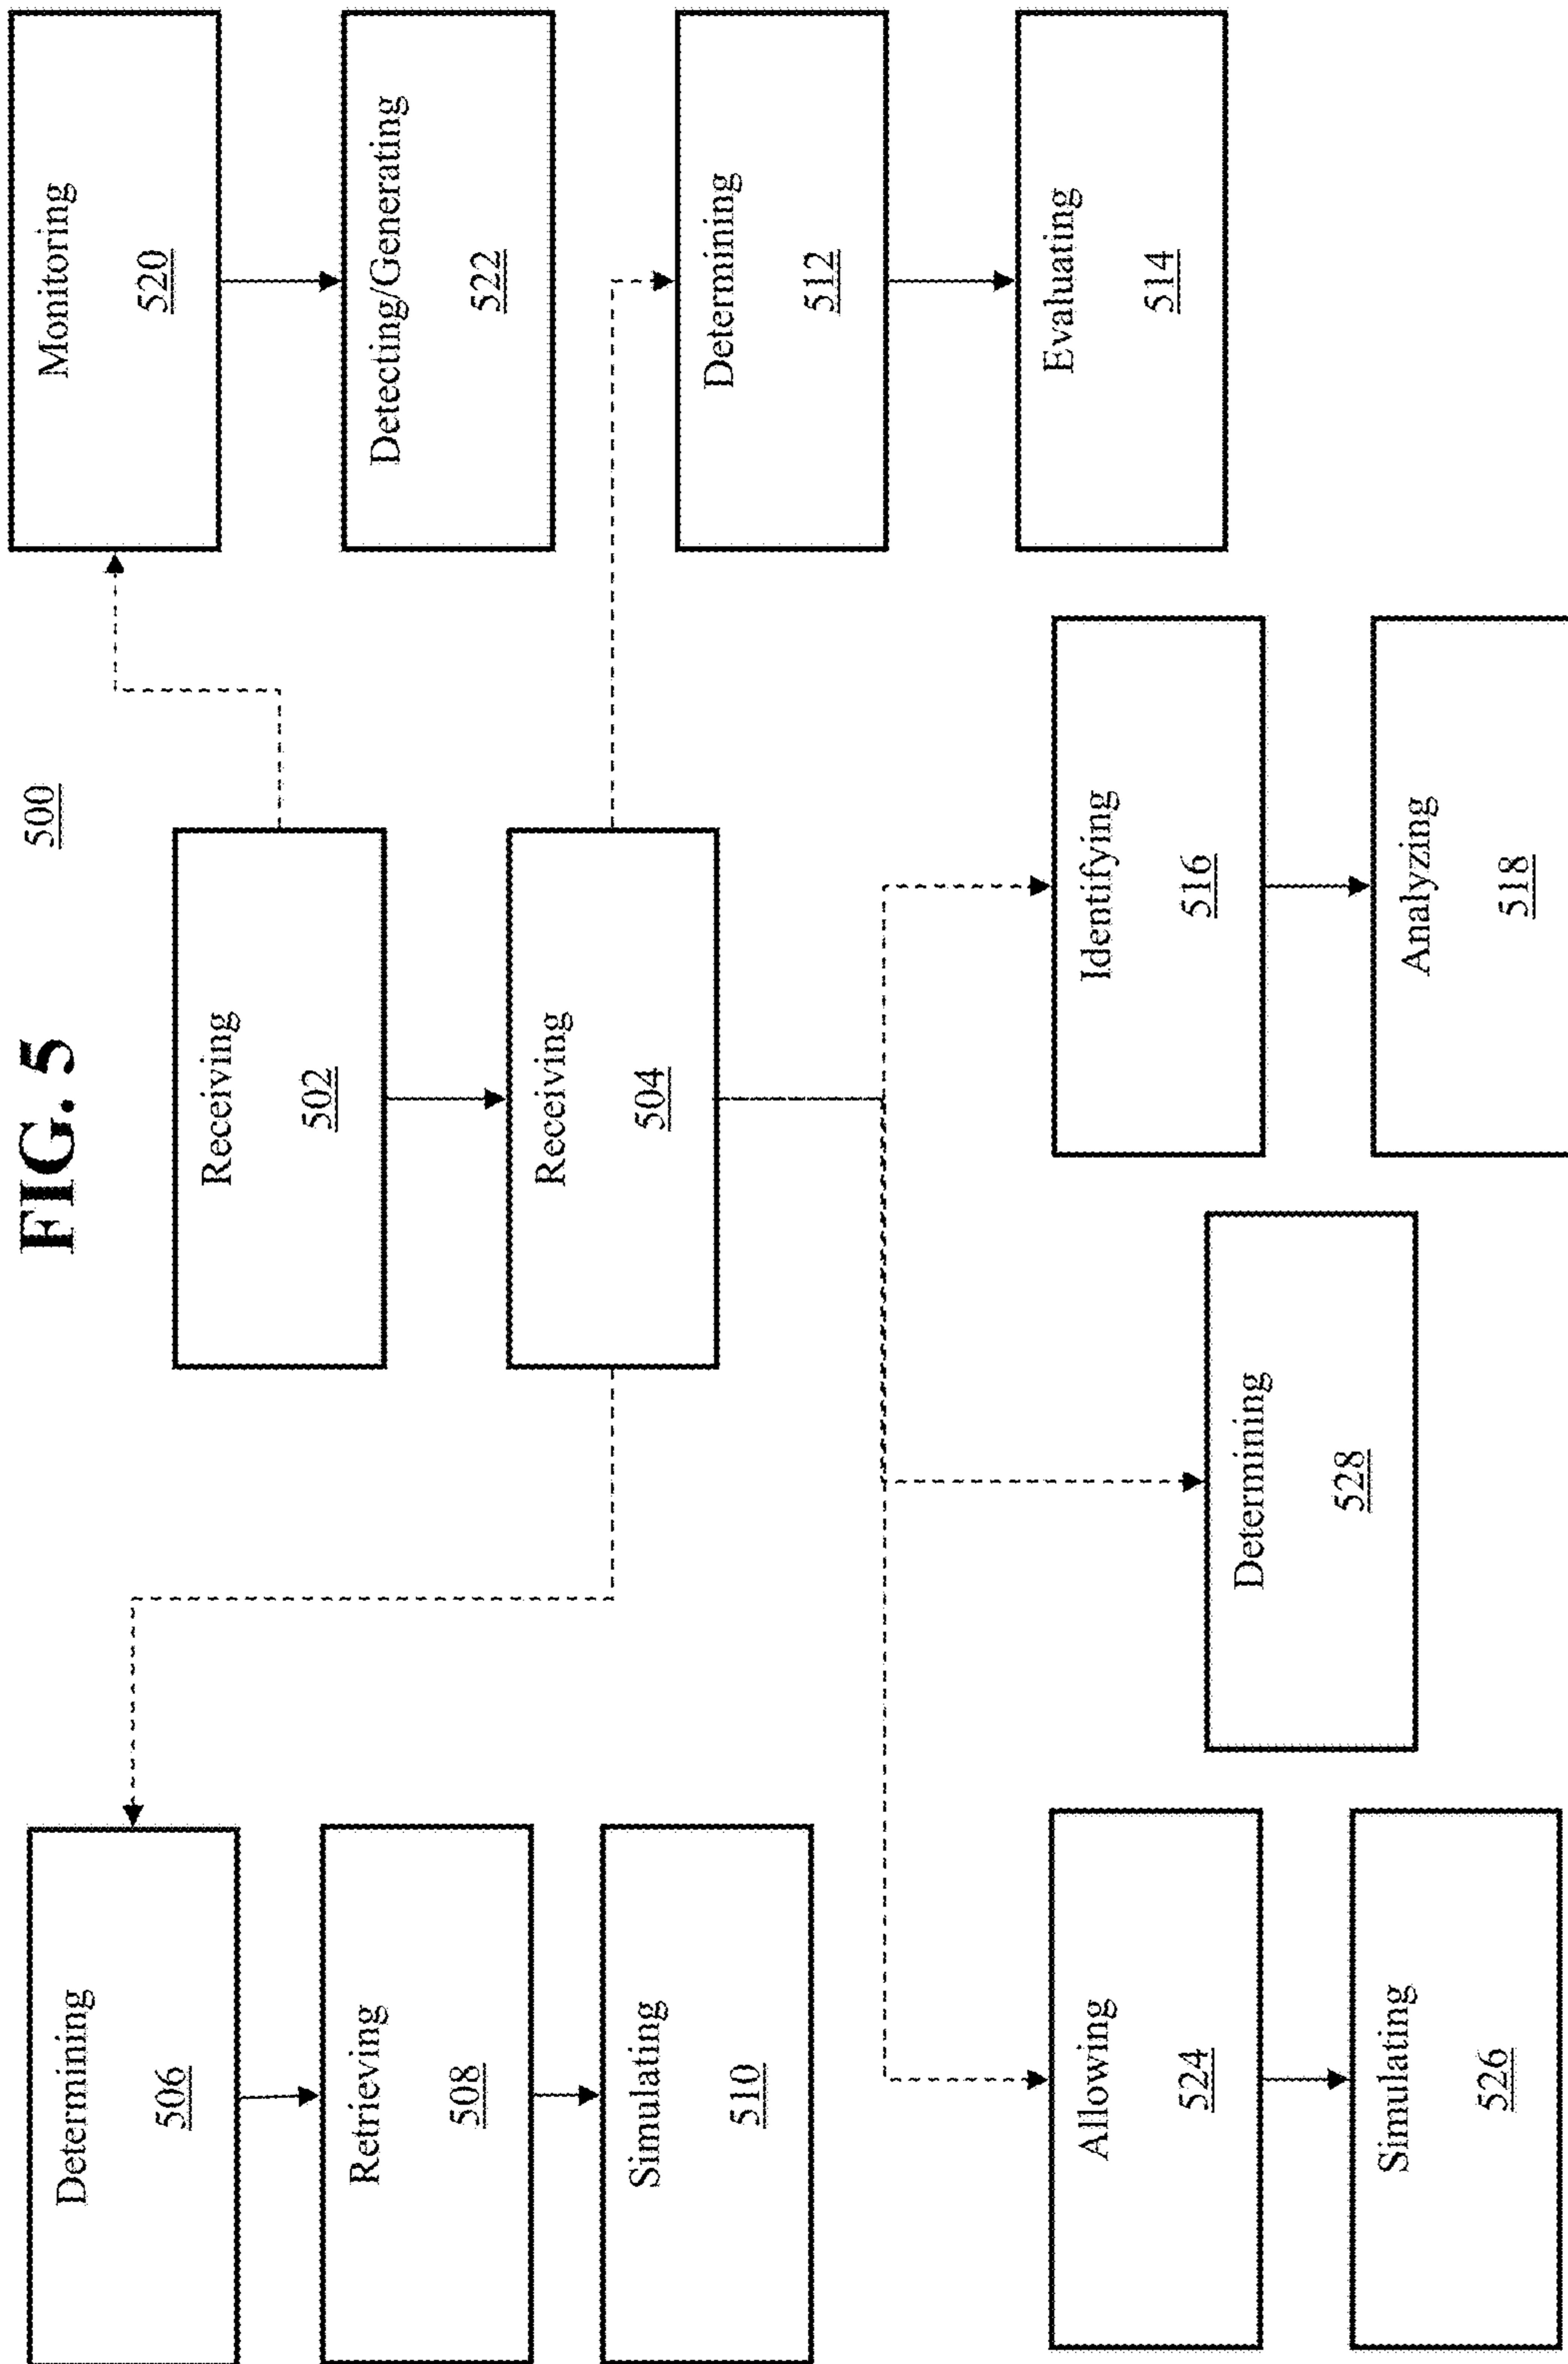 FIG. 5
500
Receiving
502
Receiving
504
Determining
506
Retrieving
508
Simulating
510
Monitoring
520
Detecting/Generating
522
Determining
512
Evaluating
514
Allowing
524
Simulating
526
Determining
528
Identifying
516
Analyzing
518